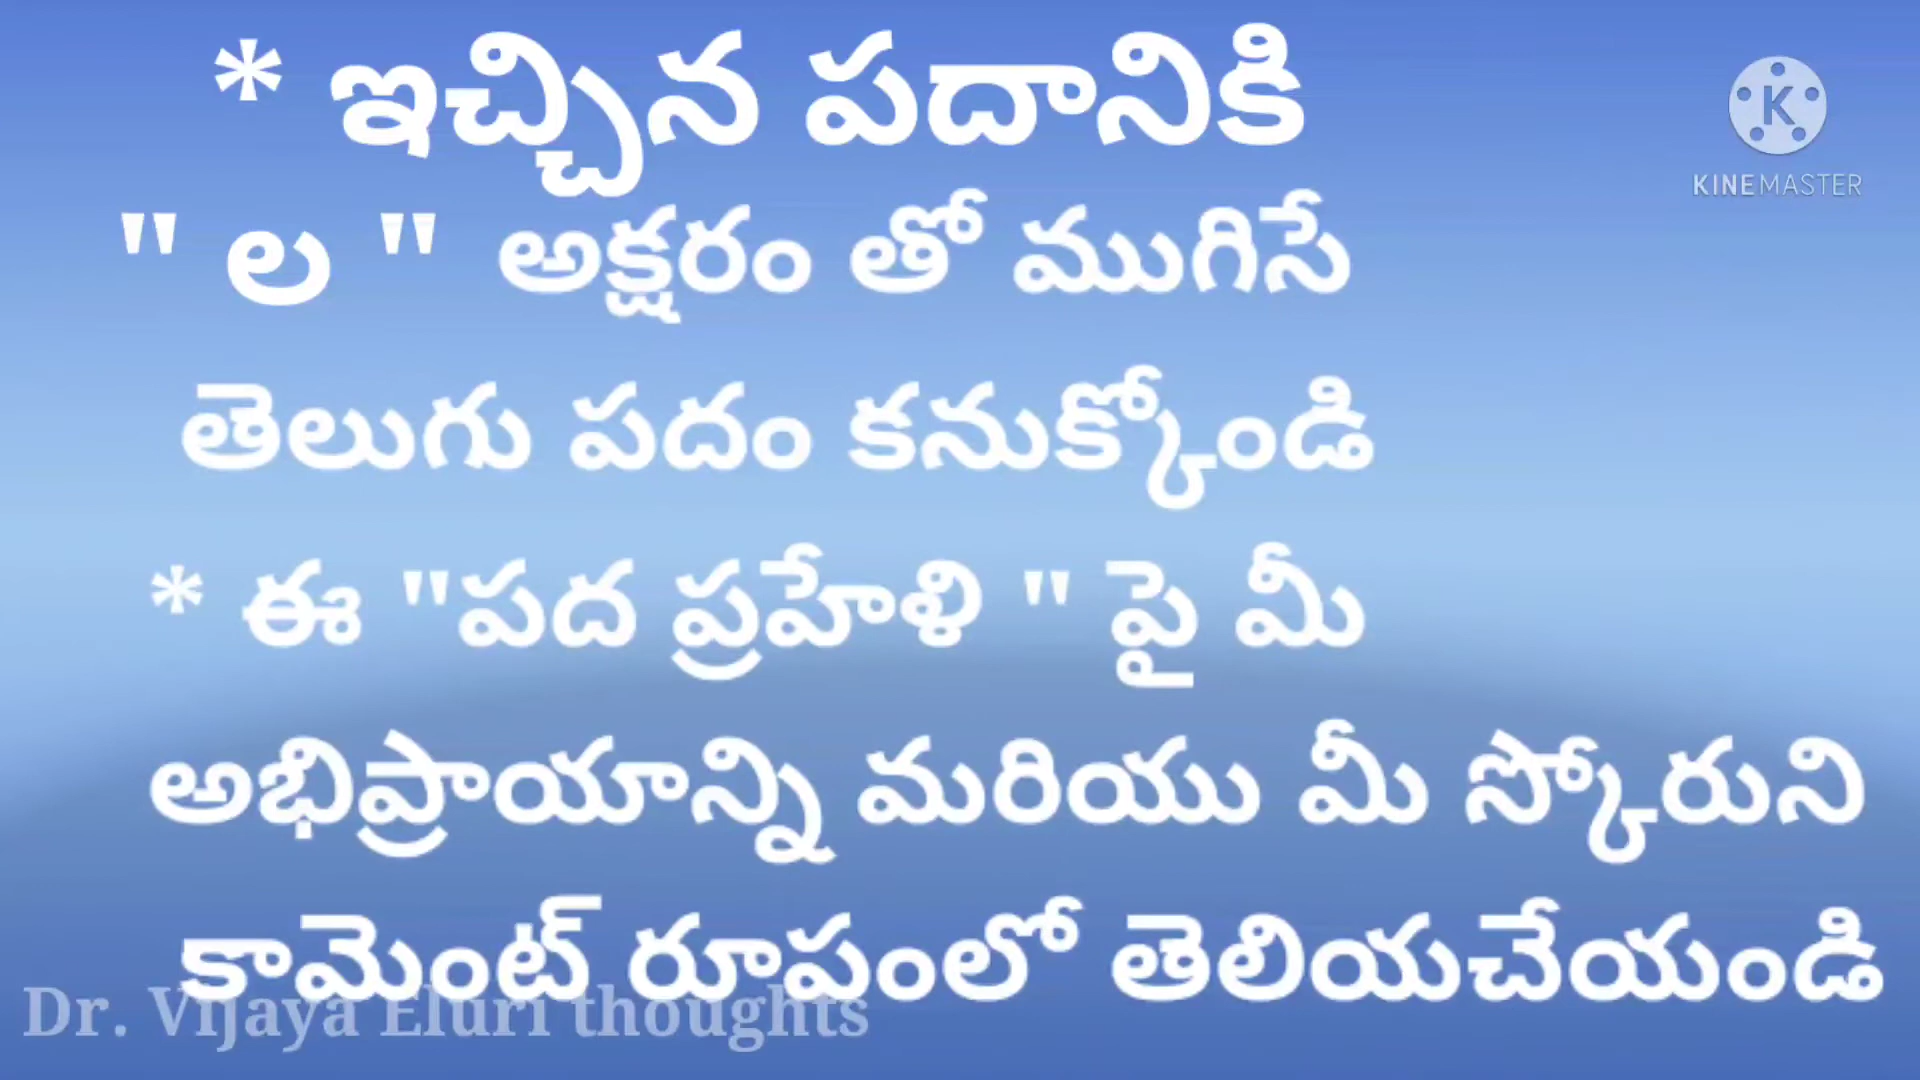 * ఇచ్చిన పదానికి
" ల " అక్షరం తో ముగిసే
తెలుగు పదం కనుక్కోండి
* ఈ "పద ప్రహేళి " పై మీ
అభిప్రాయాన్ని మరియు మీ స్కోరుని
కామెంట్ రూపంలో తెలియచేయండి
Dr. Vijaya Eluri thoughts
K
KINEMASTER